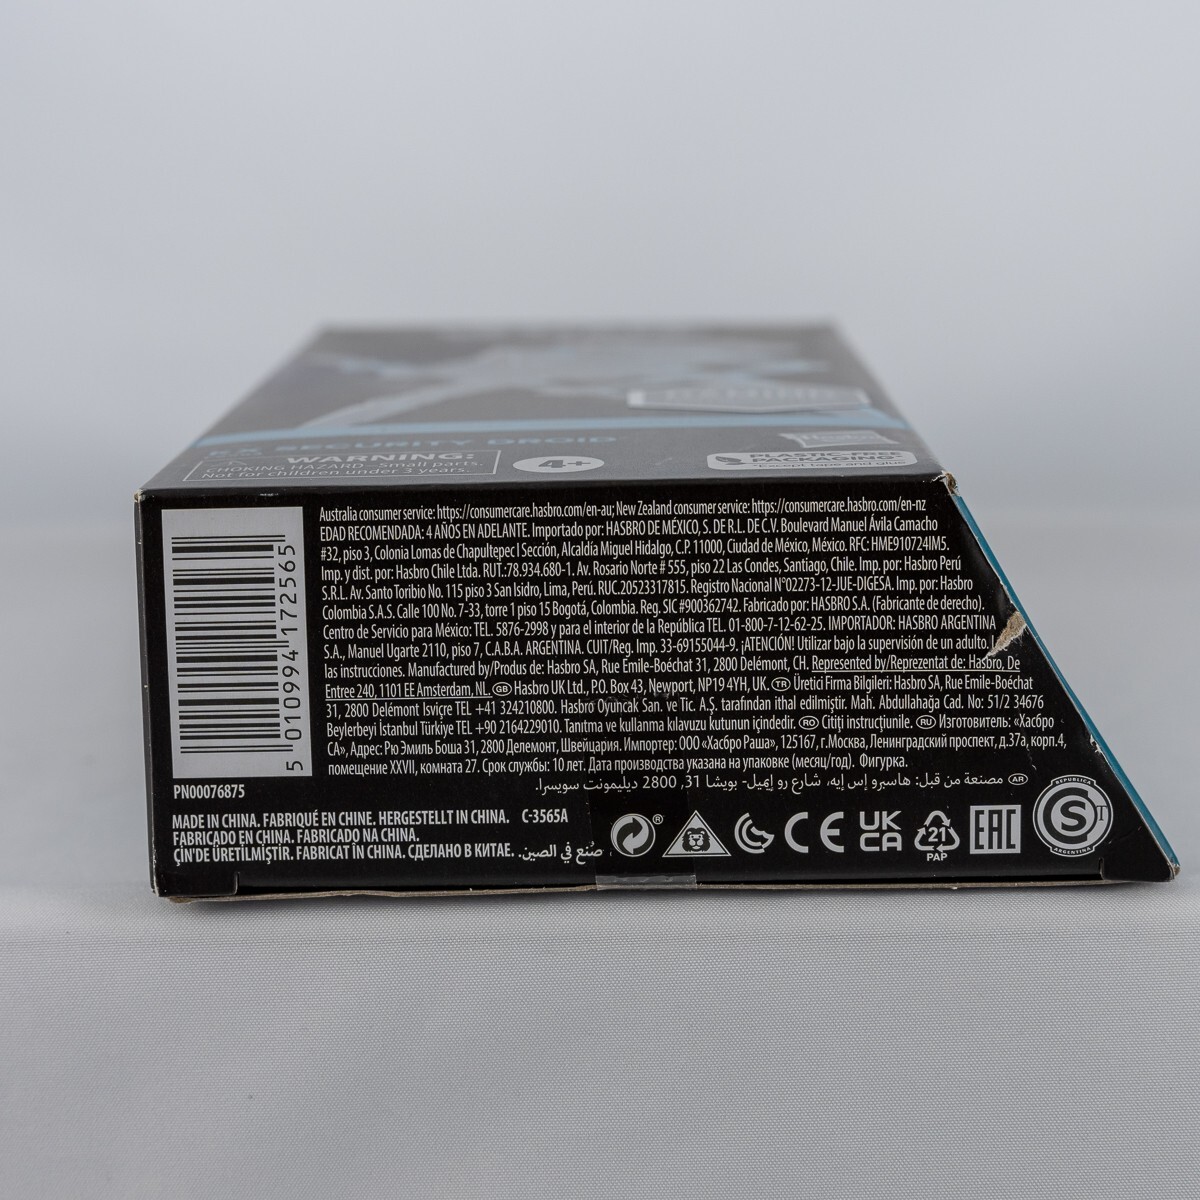 KX SECURITY DROID
WARNING:
CHOKING HAZARD–Small parts.
Not for children under 3 years.
4+
Hasbro
PLASTIC-FREE
PACKAGING*
*Except tape and glue
Australia consumer service: https://consumercare.hasbro.com/en-au; New Zealand consumer service: https://consumercare.hasbro.com/en-nz
EDAD RECOMENDADA: 4 AÑOS EN ADELANTE. Importado por: HASBRO DE MÉXICO, S. DE R.L. DE C.V. Boulevard Manuel Ávila Camacho
#32, piso 3, Colonia Lomas de Chapultepec I Sección, Alcaldía Miguel Hidalgo, C.P. 11000, Ciudad de México, México. RFC: HME910724IM5.
Imp. y dist. por: Hasbro Chile Ltda. RUT.:78.934.680-1. Av. Rosario Norte # 555, piso 22 Las Condes, Santiago, Chile. Imp. por: Hasbro Perú
S.R.L. Av. Santo Toribio No. 115 piso 3 San Isidro, Lima, Perú. RUC.20523317815. Registro Nacional N°02273-12-JUE-DIGESA. Imp. por: Hasbro
Colombia S.A.S. Calle 100 No. 7-33, torre 1 piso 15 Bogotá, Colombia. Reg. SIC #900362742. Fabricado por: HASBRO S.A. (Fabricante de derecho).
Centro de Servicio para México: TEL. 5876-2998 y para el interior de la República TEL. 01-800-7-12-62-25. IMPORTADOR: HASBRO ARGENTINA
S.A., Manuel Ugarte 2110, piso 7, C.A.B.A. ARGENTINA. CUIT/Reg. Imp. 33-69155044-9. ¡ATENCIÓN! Utilizar bajo la supervisión de un adulto.
las instrucciones. Manufactured by/Produs de: Hasbro SA, Rue Emile-Boéchat 31, 2800 Delémont, CH. Represented by/Reprezentat de: Hasbro, De
Entree 240, 1101 EE Amsterdam, NL. GB Hasbro UK Ltd., P.O. Box 43, Newport, NP19 4YH, UK. TR Üretici Firma Bilgileri: Hasbro SA, Rue Emile-Boéchat
31, 2800 Delémont İsviçre TEL +41 324210800. Hasbro Oyuncak San. ve Tic. A.Ş. tarafından ithal edilmiştir. Mah. Abdullahağa Cad. No: 51/2 34676
Beylerbeyi İstanbul Türkiye TEL +90 2164229010. Tanıtma ve kullanma kılavuzu kutunun içindedir. RO Citiți instrucțiunile. RU Изготовитель: «Хасбро
СА», Адрес: Рю Эмиль Боша 31, 2800 Делемонт, Швейцария. Импортер: ООО «Хасбро Раша», 125167, г.Москва, Ленинградский проспект, д.37а, корп.4,
помещение XXVII, комната 27. Срок службы: 10 лет. Дата производства указана на упаковке (месяц/год). Фигурка.
AR مصنعة من قبل: هاسبرو إس إيه، شارع رو إيميل- بويشا 31, 2800 ديليمونت سويسرا.
5 010994 172565
PN00076875
MADE IN CHINA. FABRIQUÉ EN CHINE. HERGESTELLT IN CHINA. C-3565A
FABRICADO EN CHINA. FABRICADO NA CHINA.
ÇİN'DE ÜRETİLMİŞTİR. FABRICAT ÎN CHINA. СДЕЛАНО В КИТАЕ. صُنع في الصين.
®
CE
UK
CA
21
PAP
EAC
REPUBLICA
S T
ARGENTINA